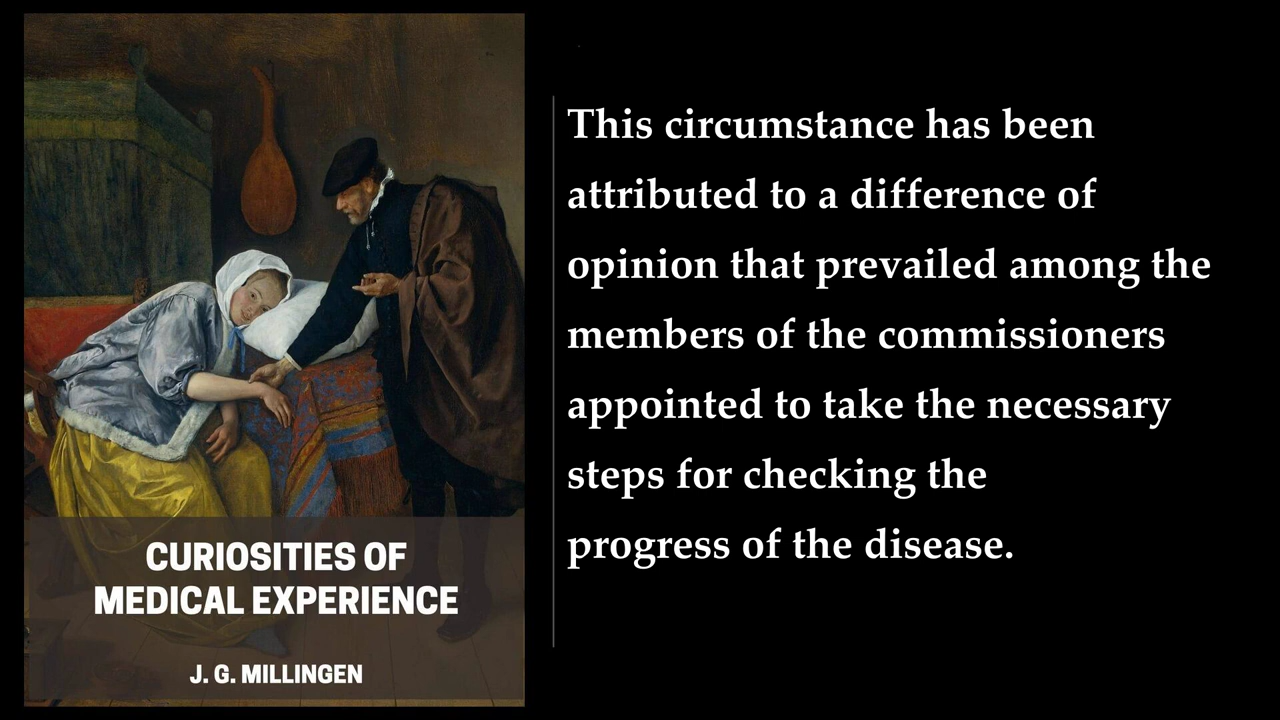 This circumstance has been
attributed to a difference of
opinion that prevailed among the
members of the commissioners
appointed to take the necessary
steps for checking the
progress of the disease.
CURIOSITIES OF
MEDICAL EXPERIENCE
J. G. MILLINGEN